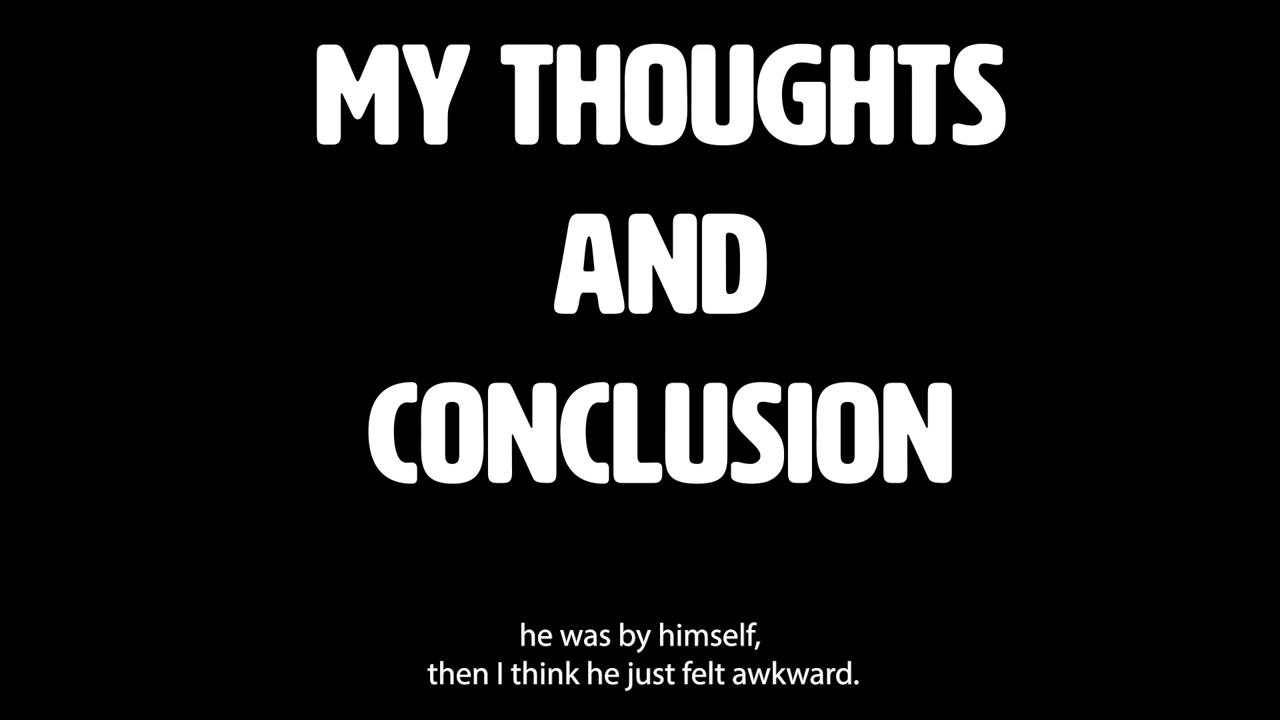 MY THOUGHTS
AND
CONCLUSION
he was by himself,
then I think he just felt awkward.